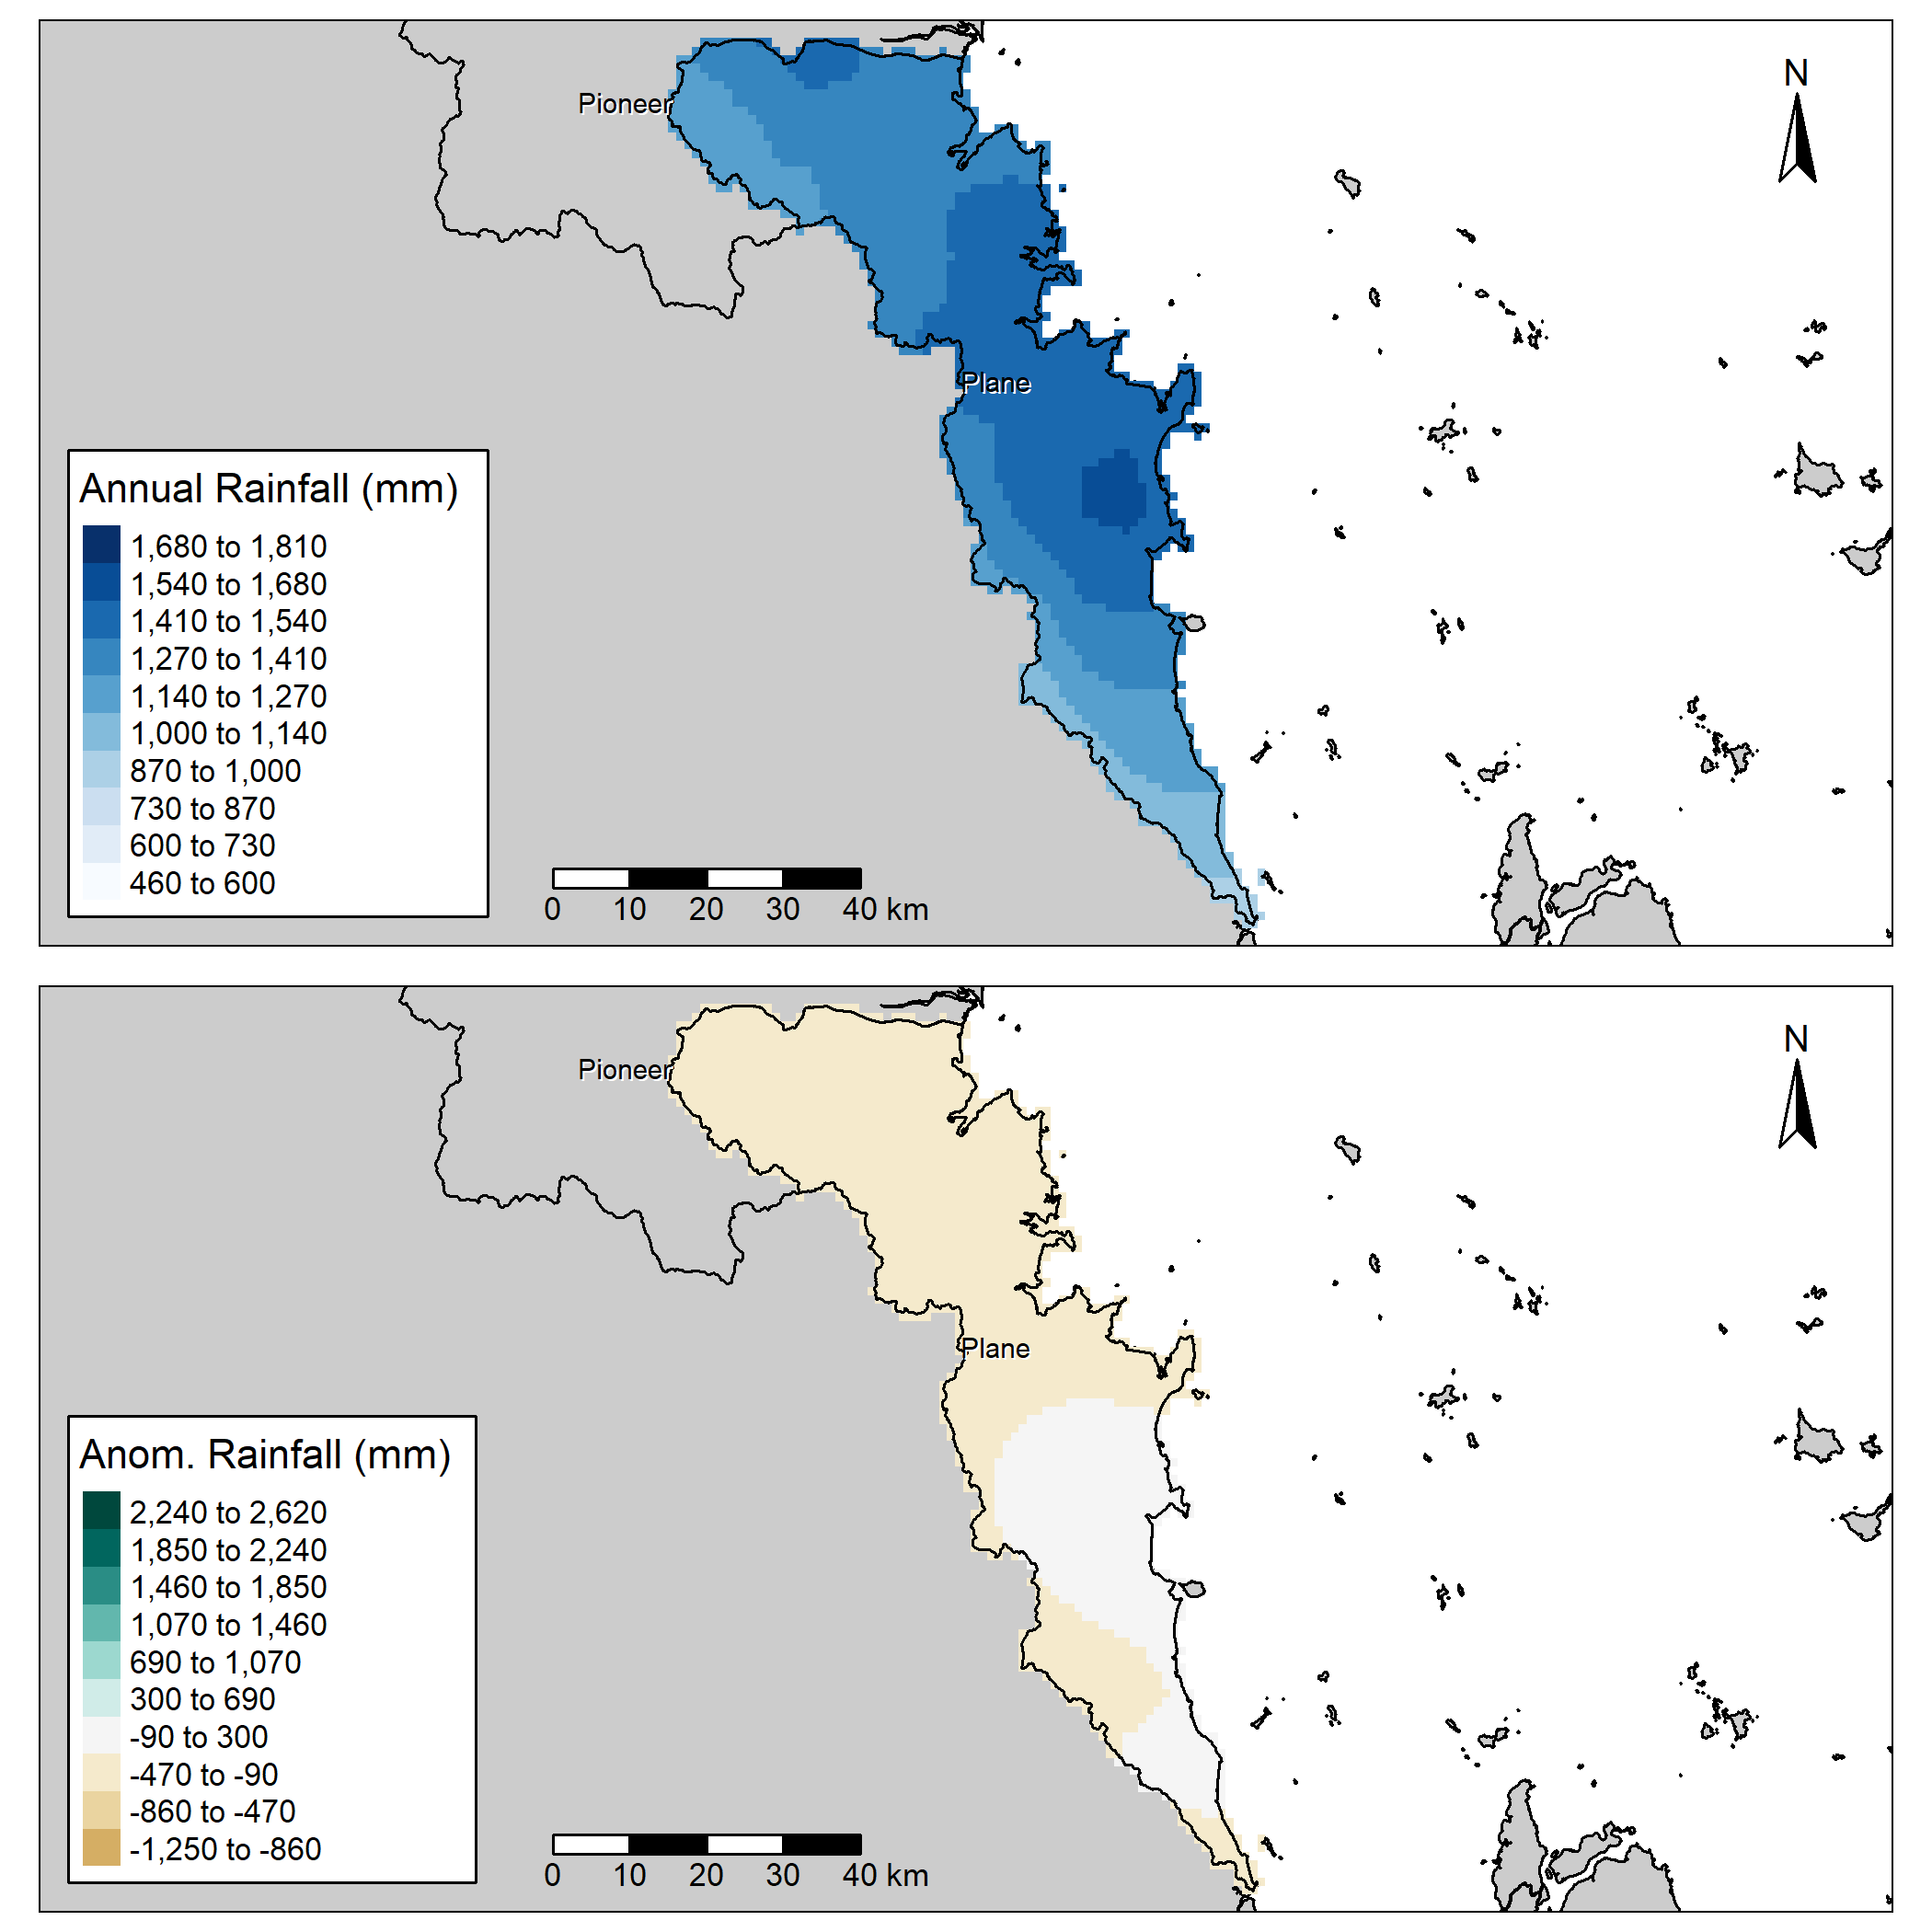 N
Pioneer
Plane
Annual Rainfall (mm)
1,680 to 1,810
1,540 to 1,680
1,410 to 1,540
1,270 to 1,410
1,140 to 1,270
1,000 to 1,140
870 to 1,000
730 to 870
600 to 730
460 to 600
0 10 20 30 40 km
N
Pioneer
Plane
Anom. Rainfall (mm)
2,240 to 2,620
1,850 to 2,240
1,460 to 1,850
1,070 to 1,460
690 to 1,070
300 to 690
-90 to 300
-470 to -90
-860 to -470
-1,250 to -860
0 10 20 30 40 km